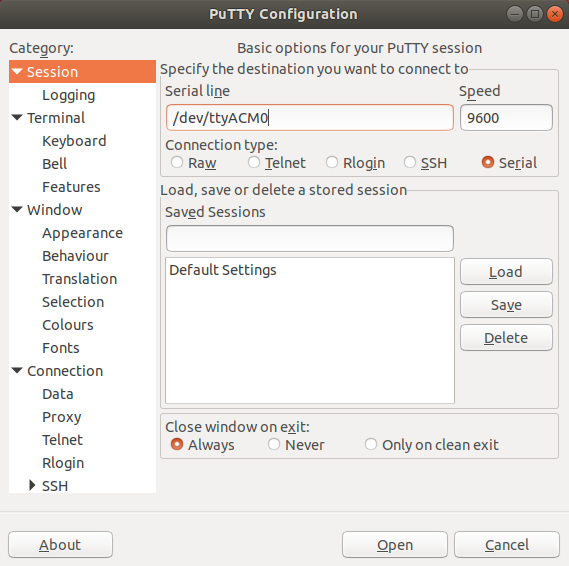 PuTTY Configuration
Category:
Session
Logging
Terminal
Keyboard
Bell
Features
Window
Appearance
Behaviour
Translation
Selection
Colours
Fonts
Connection
Data
Proxy
Telnet
Rlogin
SSH
Basic options for your PuTTY session
Specify the destination you want to connect to
Serial line Speed
/dev/ttyACM0 9600
Connection type:
Raw Telnet Rlogin SSH Serial
Load, save or delete a stored session
Saved Sessions
Default Settings
Load
Save
Delete
Close window on exit:
Always Never Only on clean exit
About Open Cancel